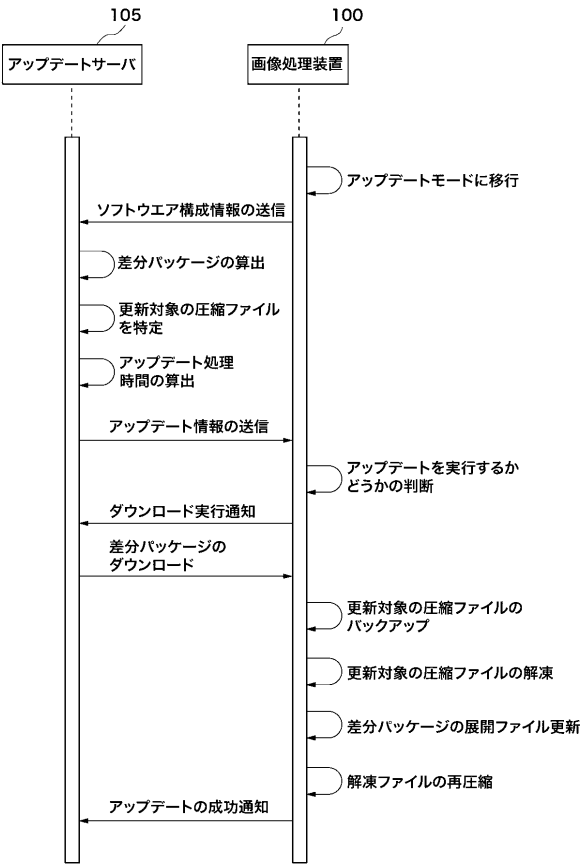 105
100
アップデートサーバ
画像処理装置
アップデートモードに移行
ソフトウエア構成情報の送信
差分パッケージの算出
更新対象の圧縮ファイル
を特定
アップデート処理
時間の算出
アップデート情報の送信
アップデートを実行するか
どうかの判断
ダウンロード実行通知
差分パッケージの
ダウンロード
更新対象の圧縮ファイルの
バックアップ
更新対象の圧縮ファイルの解凍
差分パッケージの展開ファイル更新
解凍ファイルの再圧縮
アップデートの成功通知